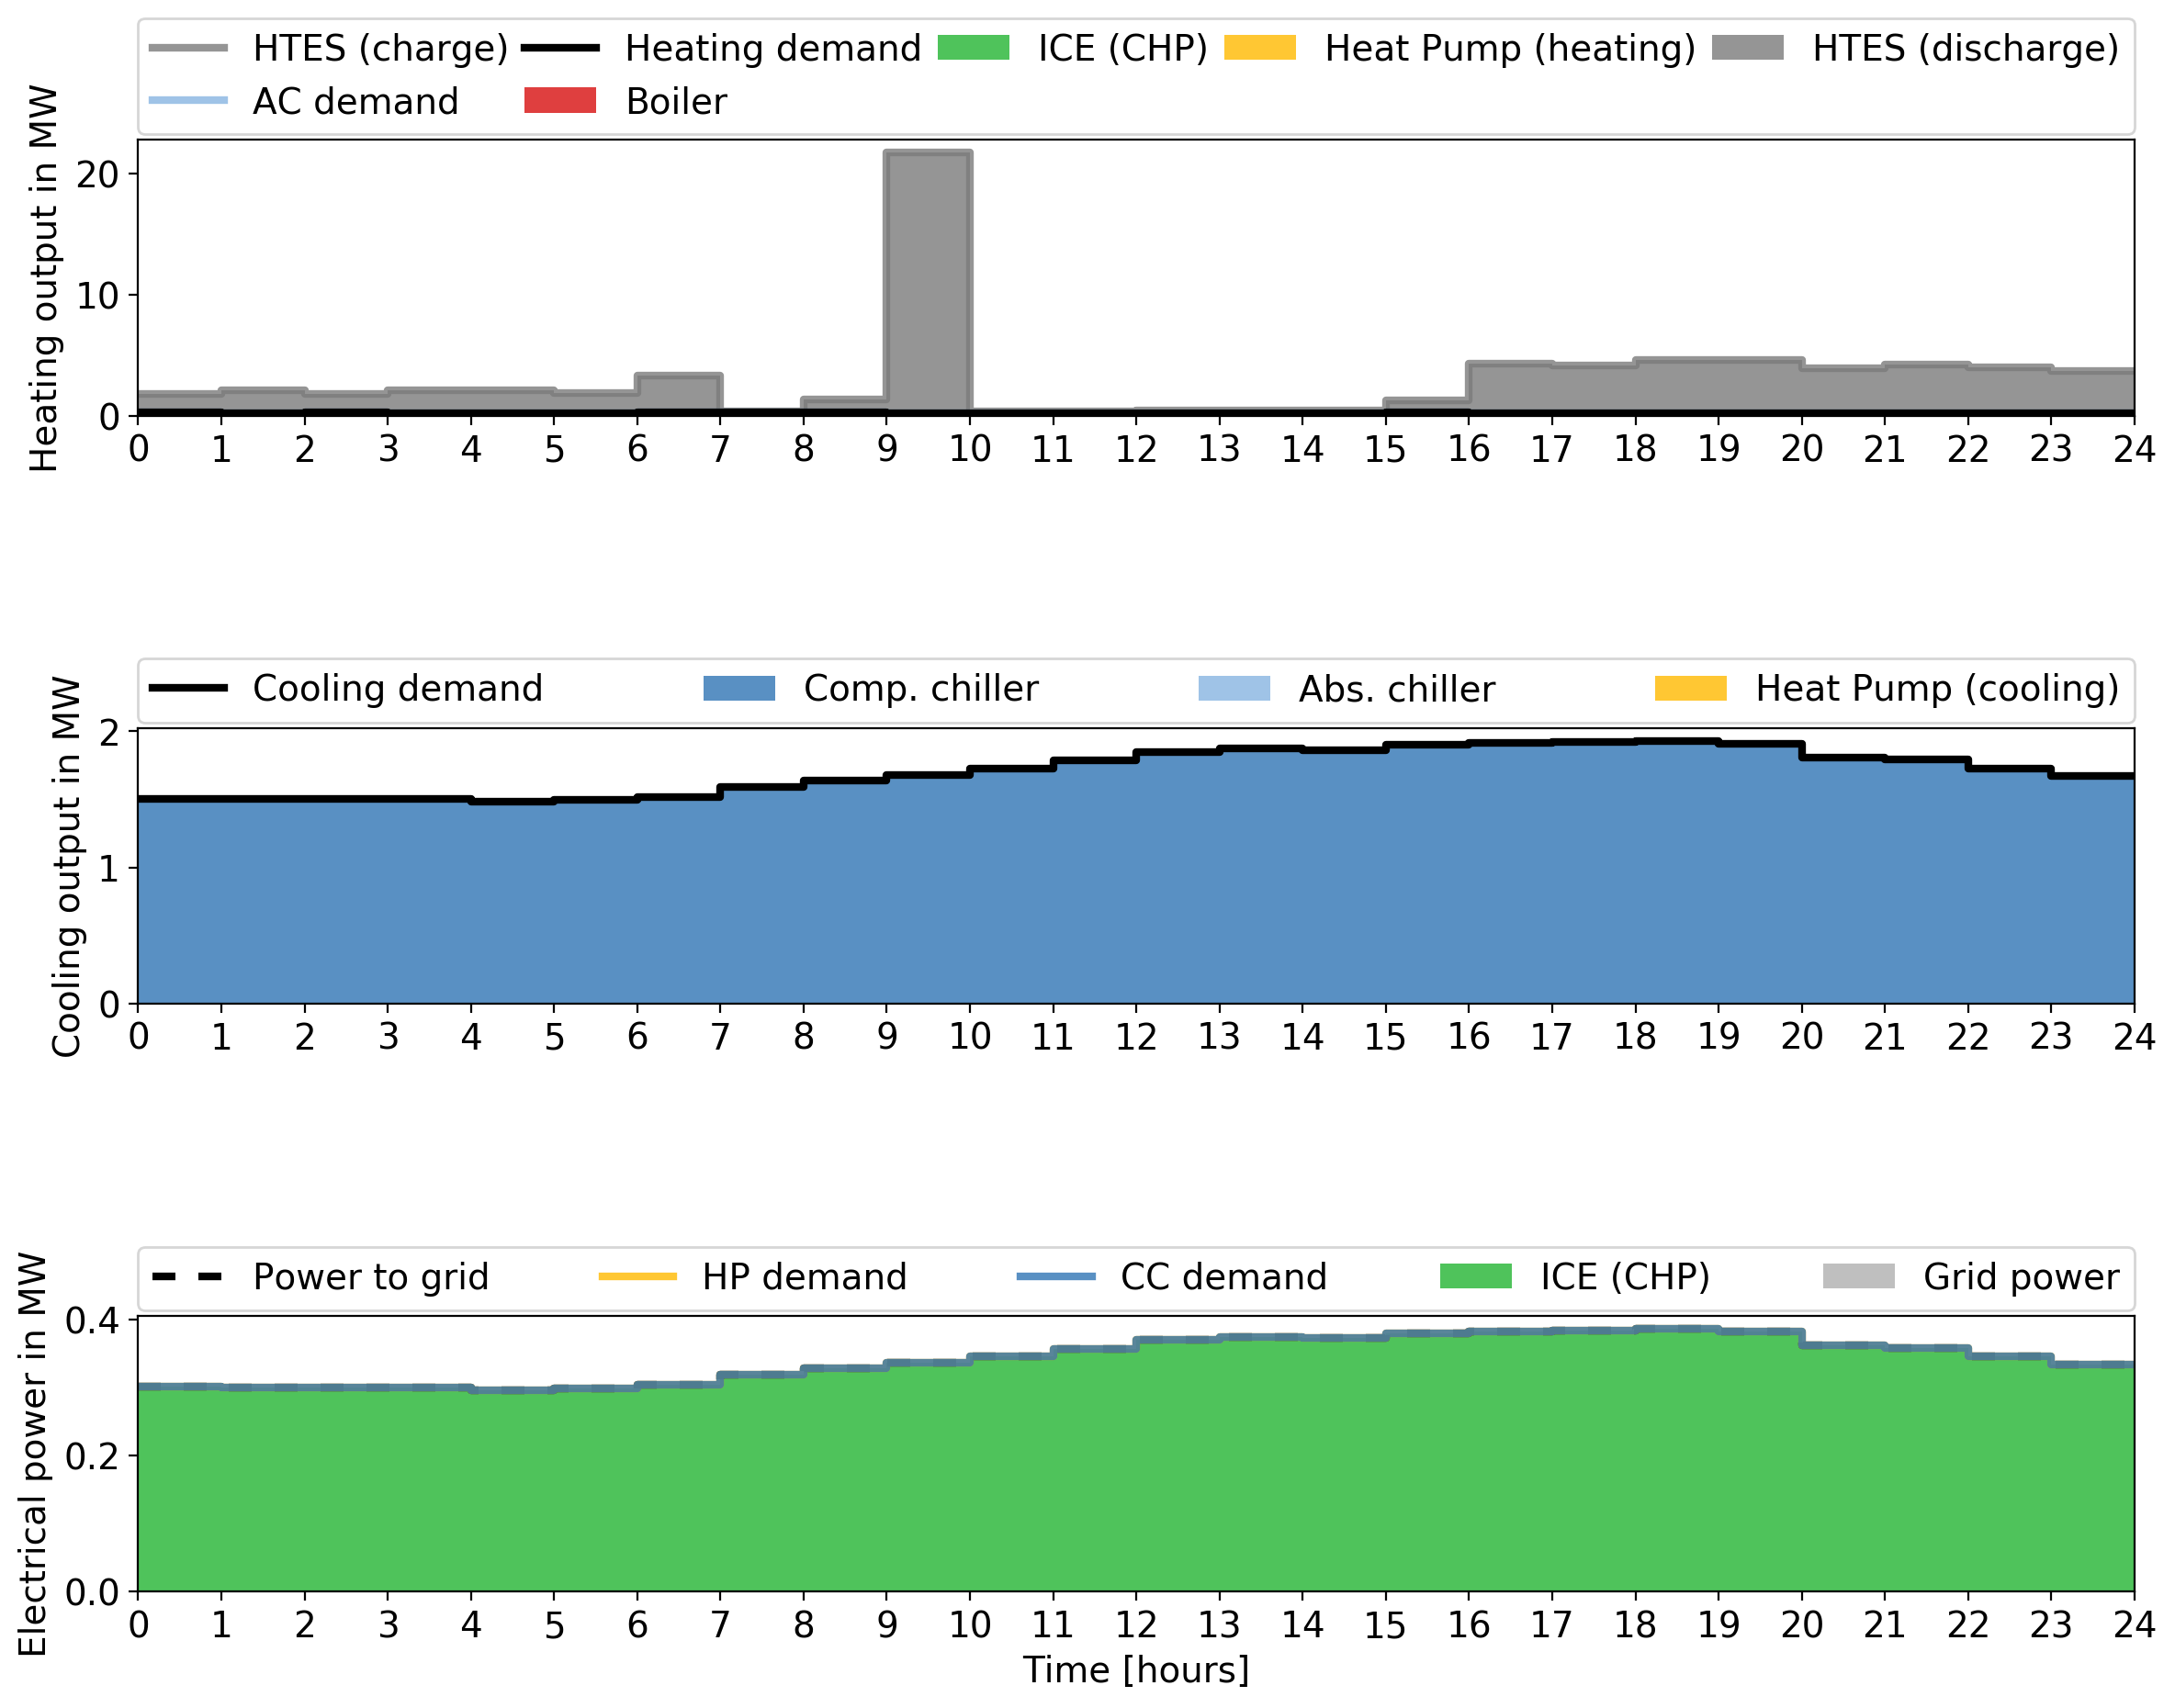 HTES (charge) Heating demand ICE (CHP) Heat Pump (heating) HTES (discharge)
AC demand Boiler
Heating output in MW
20
10
0
0 1 2 3 4 5 6 7 8 9 10 11 12 13 14 15 16 17 18 19 20 21 22 23 24
Cooling demand Comp. chiller Abs. chiller Heat Pump (cooling)
Cooling output in MW
2
1
0
0 1 2 3 4 5 6 7 8 9 10 11 12 13 14 15 16 17 18 19 20 21 22 23 24
Power to grid HP demand CC demand ICE (CHP) Grid power
Electrical power in MW
0.4
0.2
0.0
0 1 2 3 4 5 6 7 8 9 10 11 12 13 14 15 16 17 18 19 20 21 22 23 24
Time [hours]